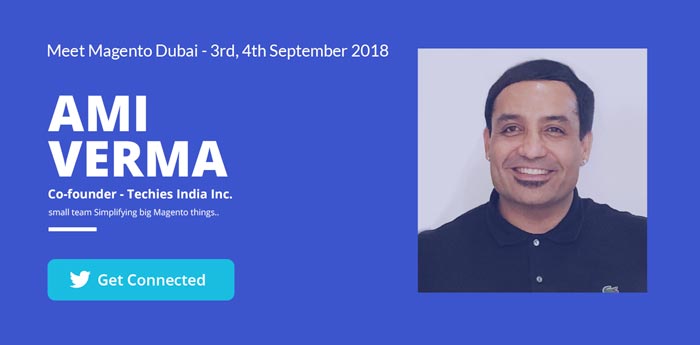 Meet Magento Dubai - 3rd, 4th September 2018
AMI
VERMA
Co-founder - Techies India Inc.
small team Simplifying big Magento things..
Get Connected